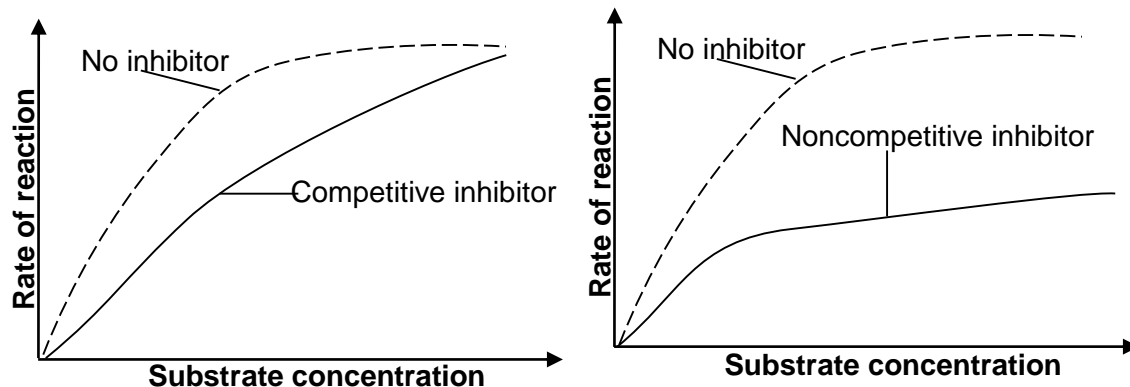 No inhibitor
Competitive inhibitor
Rate of reaction
Substrate concentration
No inhibitor
Noncompetitive inhibitor
Rate of reaction
Substrate concentration